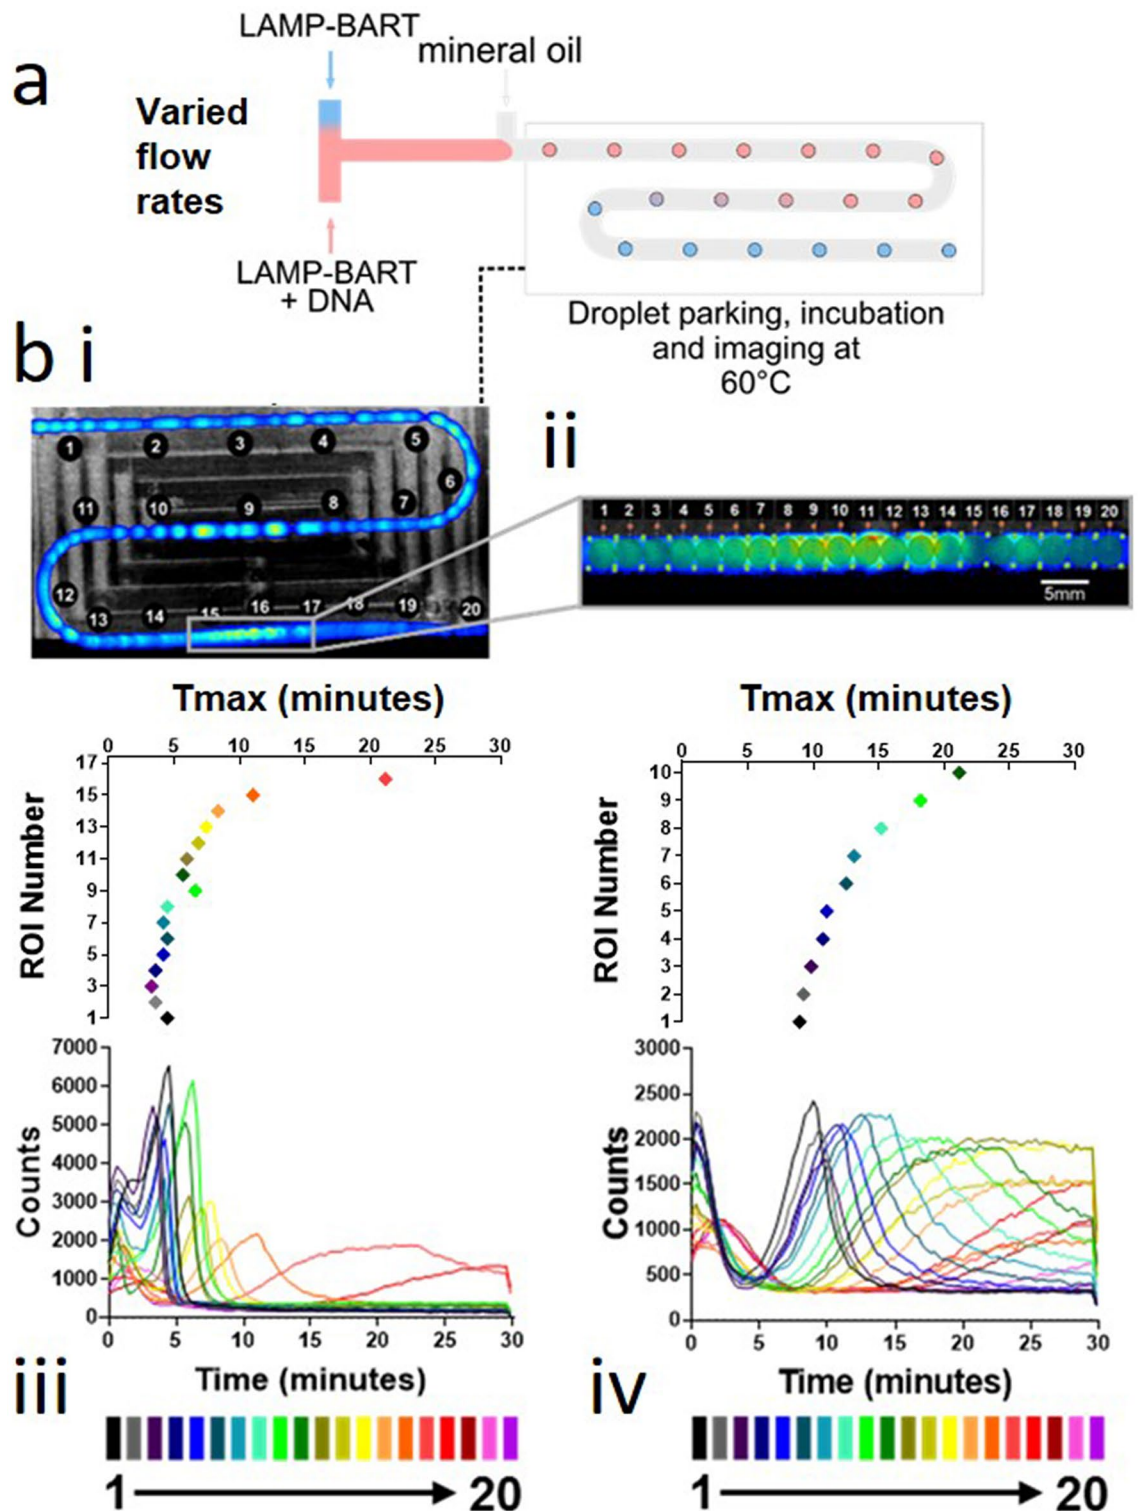 a
LAMP-BART
mineral oil
Varied
flow
rates
LAMP-BART
+ DNA
Droplet parking, incubation
and imaging at
60°C
b i
1 2 3 4 5
6
11 10 9 8 7
12
13 14 15 16 17 18 19 20
ii
1 2 3 4 5 6 7 8 9 10 11 12 13 14 15 16 17 18 19 20
5mm
Tmax (minutes)
0 5 10 15 20 25 30
17
15
13
11
9
7
5
3
1
ROI Number
7000
6000
5000
4000
3000
2000
1000
0
Counts
0 5 10 15 20 25 30
Time (minutes)
iii
1 20
Tmax (minutes)
0 5 10 15 20 25 30
10
9
8
7
6
5
4
3
2
1
ROI Number
3000
2500
2000
1500
1000
500
0
Counts
0 5 10 15 20 25 30
Time (minutes)
iv
1 20